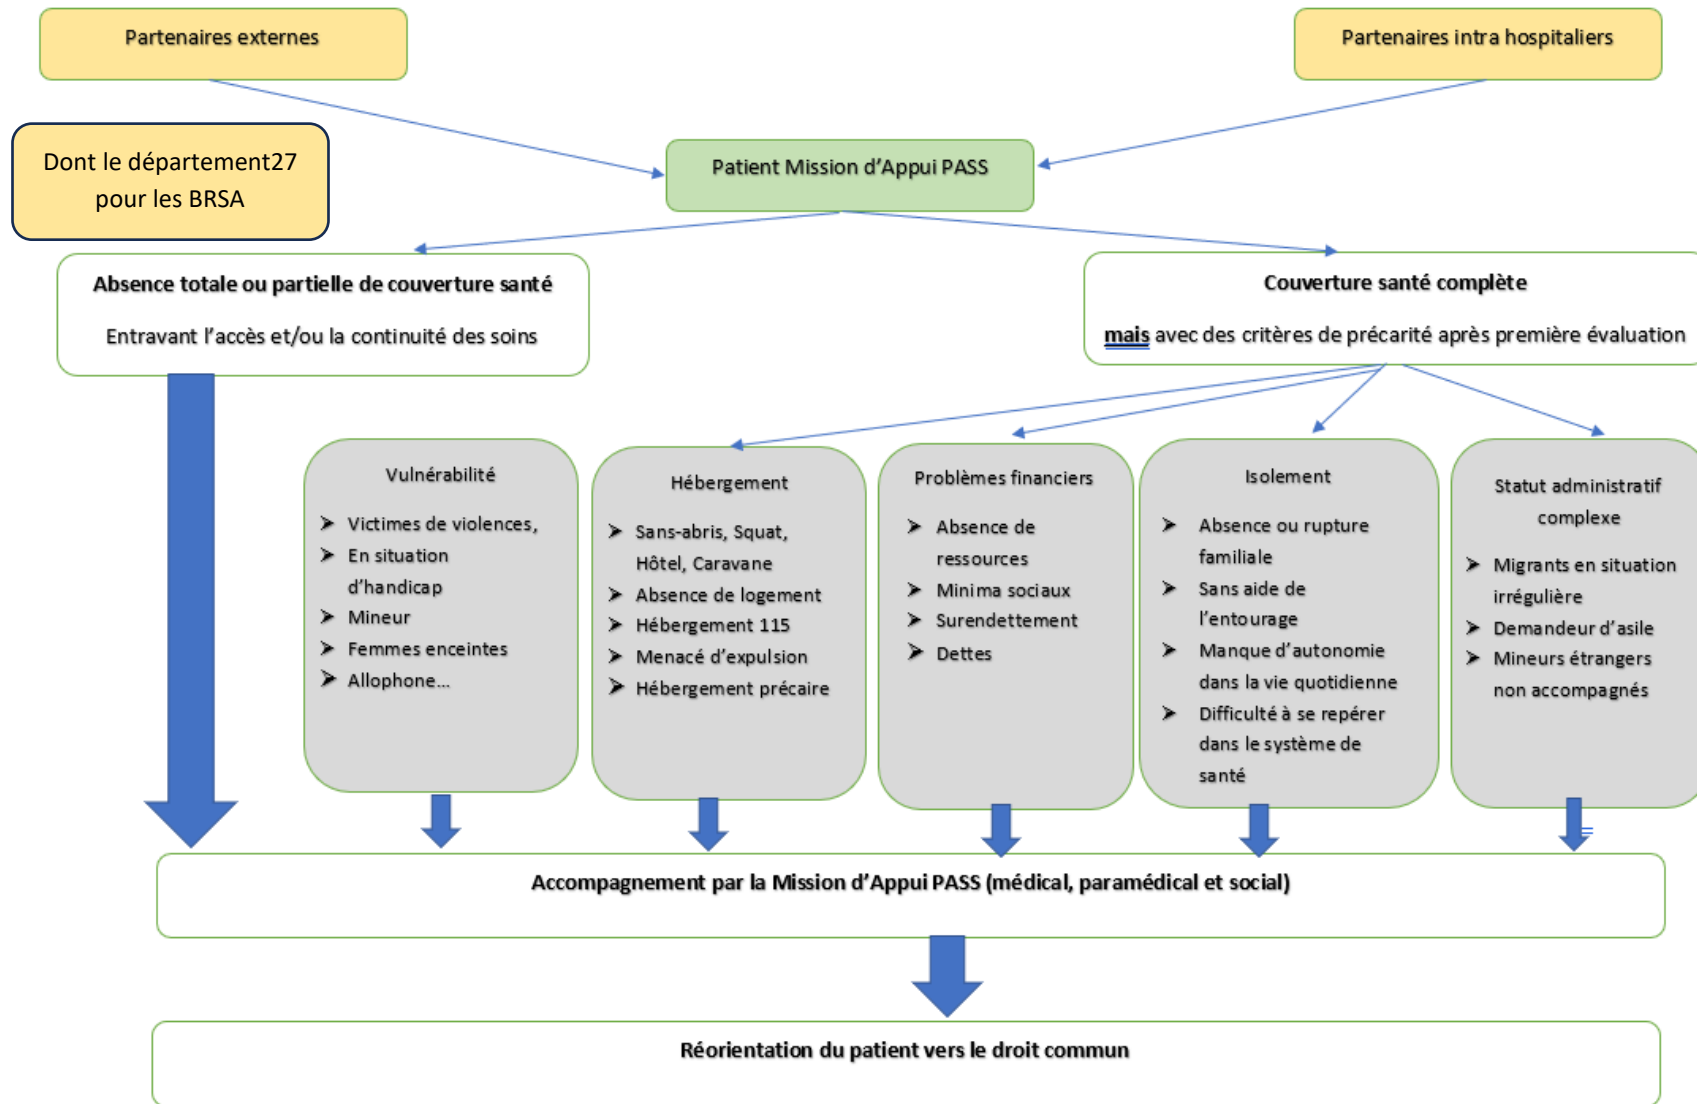 Partenaires externes
Partenaires intra hospitaliers
Dont le département27
pour les BRSA
Patient Mission d'Appui PASS
Absence totale ou partielle de couverture santé
Entravant l'accès et/ou la continuité des soins
Couverture santé complète
mais avec des critères de précarité après première évaluation
Vulnérabilité
➤ Victimes de violences,
➤ En situation
d'handicap
➤ Mineur
➤ Femmes enceintes
➤ Allophone...
Hébergement
➤ Sans-abris, Squat,
Hôtel, Caravane
➤ Absence de logement
➤ Hébergement 115
➤ Menacé d'expulsion
➤ Hébergement précaire
Problèmes financiers
➤ Absence de
ressources
➤ Minima sociaux
➤ Surendettement
➤ Dettes
Isolement
➤ Absence ou rupture
familiale
➤ Sans aide de
l'entourage
➤ Manque d'autonomie
dans la vie quotidienne
➤ Difficulté à se repérer
dans le système de
santé
Statut administratif
complexe
➤ Migrants en situation
irrégulière
➤ Demandeur d'asile
➤ Mineurs étrangers
non accompagnés
Accompagnement par la Mission d'Appui PASS (médical, paramédical et social)
Réorientation du patient vers le droit commun